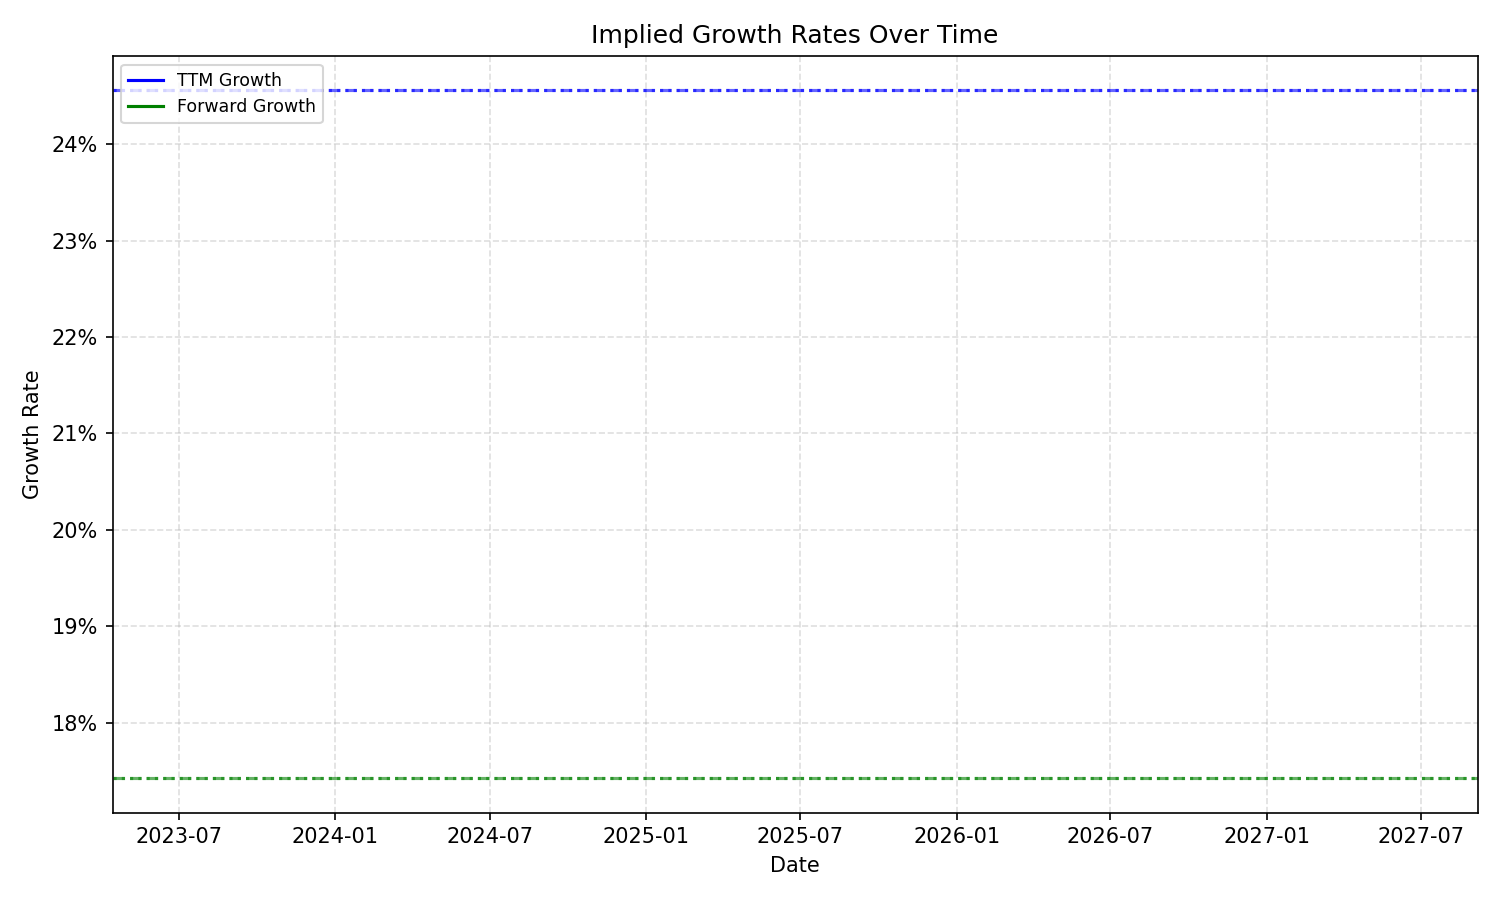 Implied Growth Rates Over Time
TTM Growth
Forward Growth
24%
23%
22%
21%
20%
19%
18%
Growth Rate
2023-07 2024-01 2024-07 2025-01 2025-07 2026-01 2026-07 2027-01 2027-07
Date